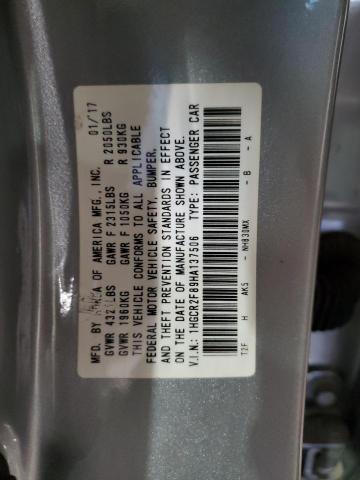 MFG. BY OF AMERICA MFG., INC. 01/17
GVWR LBS GAWR F 2315LBS R 2050LBS
GVWR 1960KG GAWR F 1050KG R 930KG
THIS VEHICLE CONFORMS TO ALL APPLICABLE
FEDERAL MOTOR VEHICLE SAFETY, BUMPER,
AND THEFT PREVENTION STANDARDS IN EFFECT
ON THE DATE OF MANUFACTURE SHOWN ABOVE.
V.I.N.: 1HGCR2F89HA137506 TYPE: PASSENGER CAR
T2F H AK5 - NH830MX - B - A